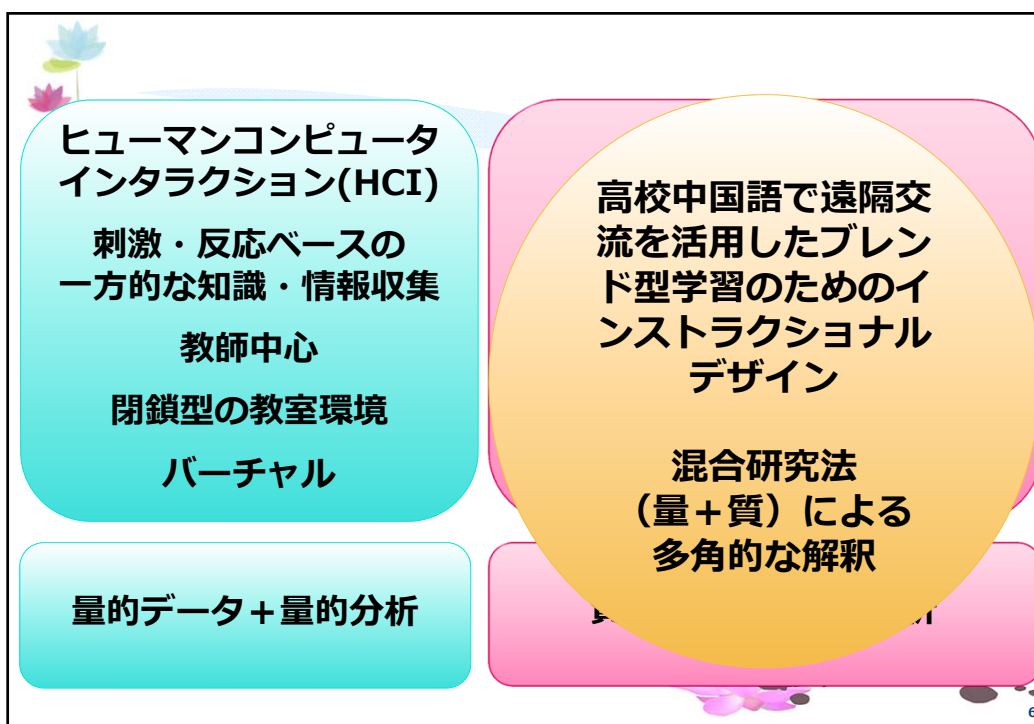 ヒューマンコンピュータ
インタラクション(HCI)
刺激・反応ベースの
一方的な知識・情報収集
教師中心
閉鎖型の教室環境
バーチャル
量的データ＋量的分析
高校中国語で遠隔交
流を活用したブレン
ド型学習のためのイ
ンストラクショナル
デザイン
混合研究法
（量＋質）による
多角的な解釈
6